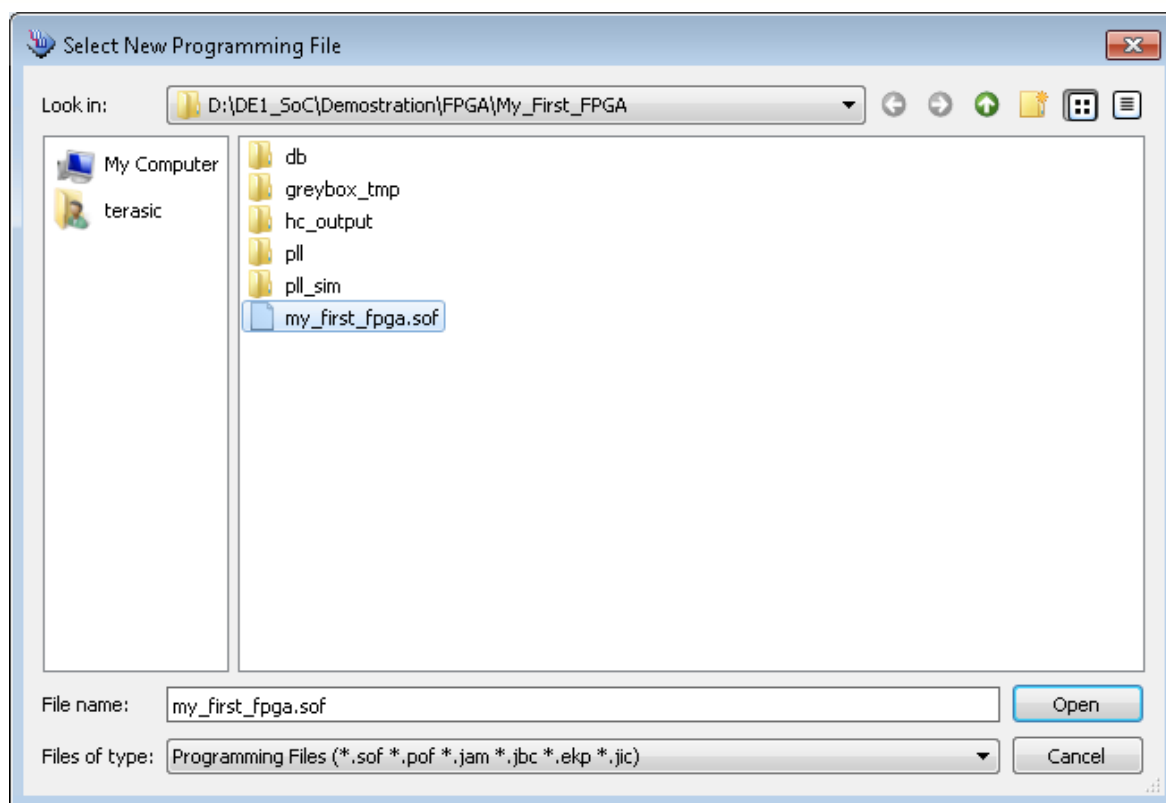 Select New Programming File
Look in: D:\DE1_SoC\Demostration\FPGA\My_First_FPGA
My Computer
terasic
db
greybox_tmp
hc_output
pll
pll_sim
my_first_fpga.sof
File name: my_first_fpga.sof Open
Files of type: Programming Files (*.sof *.pof *.jam *.jbc *.ekp *.jic) Cancel